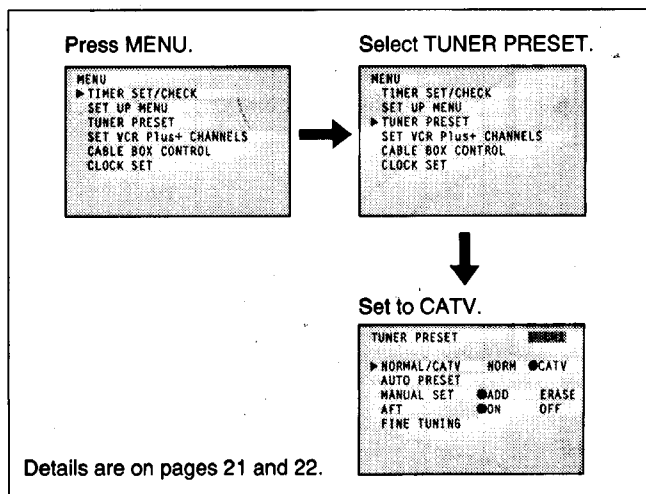 Press MENU.
MENU
▶ TIMER SET/CHECK
SET UP MENU
TUNER PRESET
SET VCR Plus+ CHANNELS
CABLE BOX CONTROL
CLOCK SET
Select TUNER PRESET.
MENU
TIMER SET/CHECK
SET UP MENU
▶ TUNER PRESET
SET VCR Plus+ CHANNELS
CABLE BOX CONTROL
CLOCK SET
Set to CATV.
TUNER PRESET
▶ NORMAL/CATV NORM ●CATV
AUTO PRESET
MANUAL SET ●ADD ERASE
AFT ●ON OFF
FINE TUNING
Details are on pages 21 and 22.